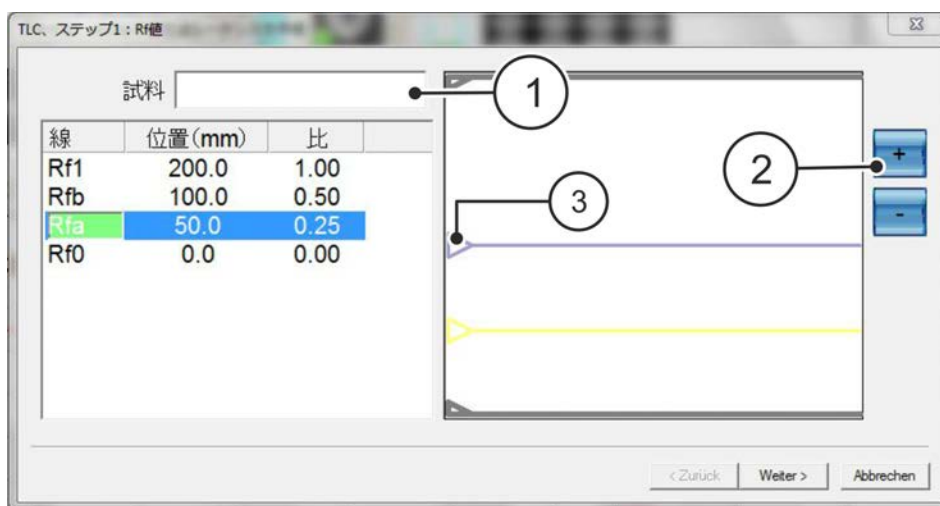 TLC、ステップ1：Rf値
試料
1
線 位置(mm) 比
Rf1 200.0 1.00
Rfb 100.0 0.50
Rfa 50.0 0.25
Rf0 0.0 0.00
2
3
+
-
< Zurück Weiter > Abbrechen